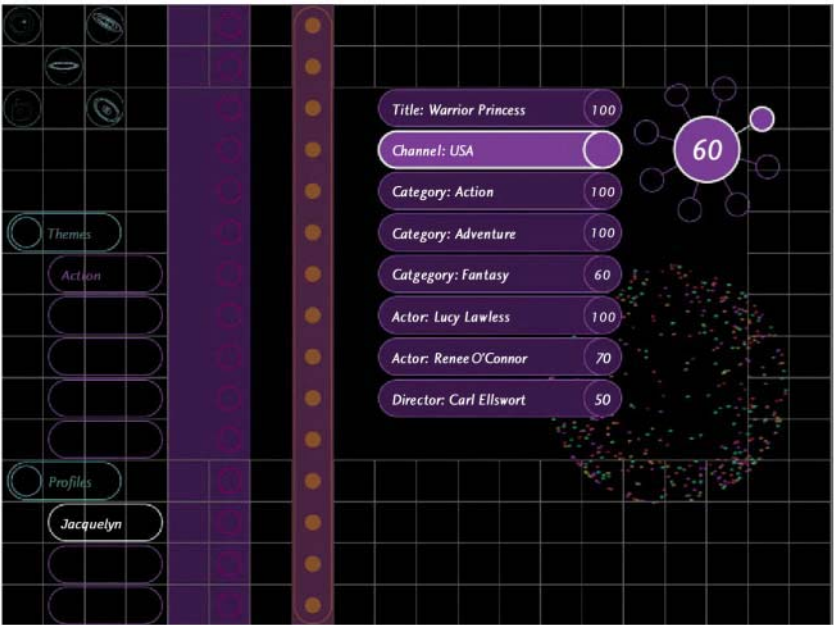 Title: Warrior Princess 100
Channel: USA
60
Category: Action 100
Category: Adventure 100
Catgegory: Fantasy 60
Actor: Lucy Lawless 100
Actor: Renee O'Connor 70
Director: Carl Ellswort 50
Themes
Action
Profiles
Jacquelyn